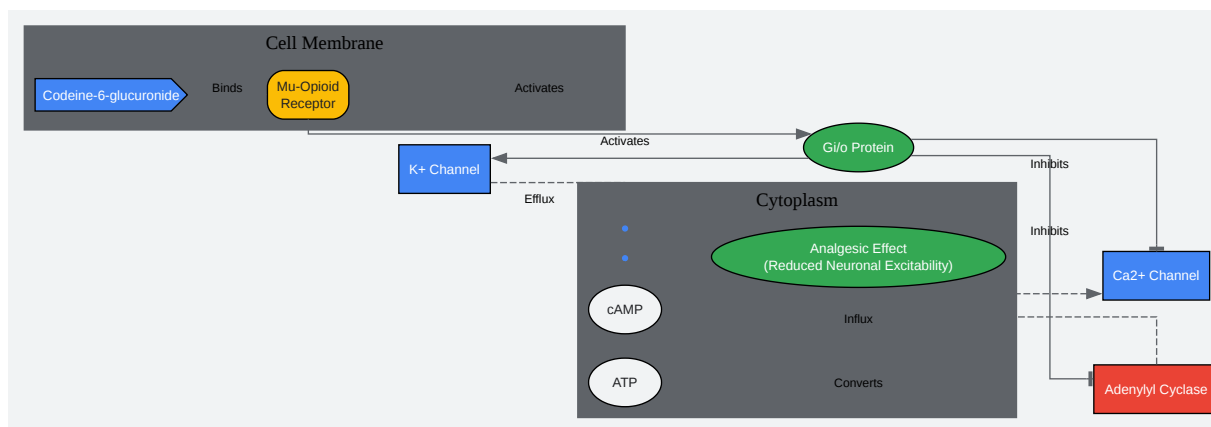 Cell Membrane
Codeine-6-glucuronide
Binds
Mu-Opioid
Receptor
Activates
Activates
Gi/o Protein
K+ Channel
Inhibits
Efflux
Cytoplasm
Inhibits
Analgesic Effect
(Reduced Neuronal Excitability)
Ca2+ Channel
cAMP
Influx
ATP
Converts
Adenylyl Cyclase